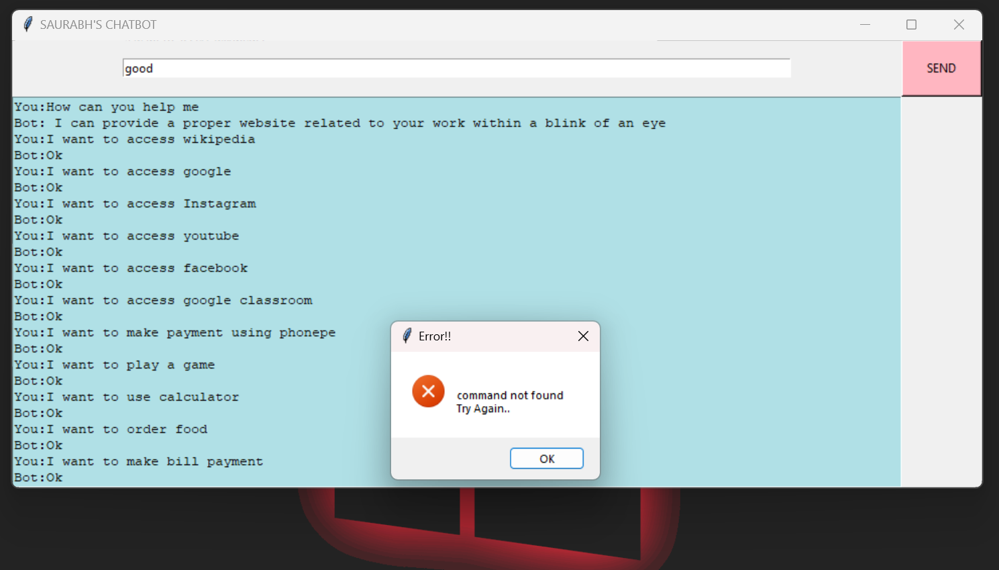 SAURABH'S CHATBOT
good
SEND
You:How can you help me
Bot: I can provide a proper website related to your work within a blink of an eye
You:I want to access wikipedia
Bot:Ok
You:I want to access google
Bot:Ok
You:I want to access Instagram
Bot:Ok
You:I want to access youtube
Bot:Ok
You:I want to access facebook
Bot:Ok
You:I want to access google classroom
Bot:Ok
You:I want to make payment using phonepe
Bot:Ok
You:I want to play a game
Bot:Ok
You:I want to use calculator
Bot:Ok
You:I want to order food
Bot:Ok
You:I want to make bill payment
Bot:Ok
Error!!
command not found
Try Again..
OK